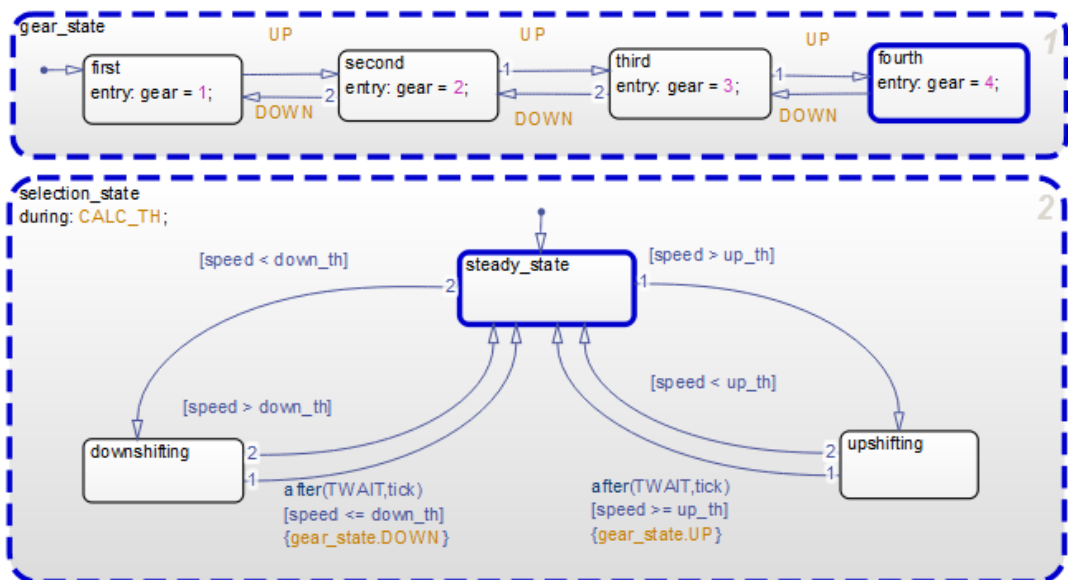 gear_state
UP
UP
UP
1
first
entry: gear = 1;
second
entry: gear = 2;
third
entry: gear = 3;
fourth
entry: gear = 4;
1
1
2
2
DOWN
DOWN
DOWN
selection_state
during: CALC_TH;
2
[speed < down_th]
steady_state
[speed > up_th]
2
1
[speed > down_th]
[speed < up_th]
downshifting
upshifting
2
2
1
1
after(TWAIT,tick)
[speed <= down_th]
{gear_state.DOWN}
after(TWAIT,tick)
[speed >= up_th]
{gear_state.UP}